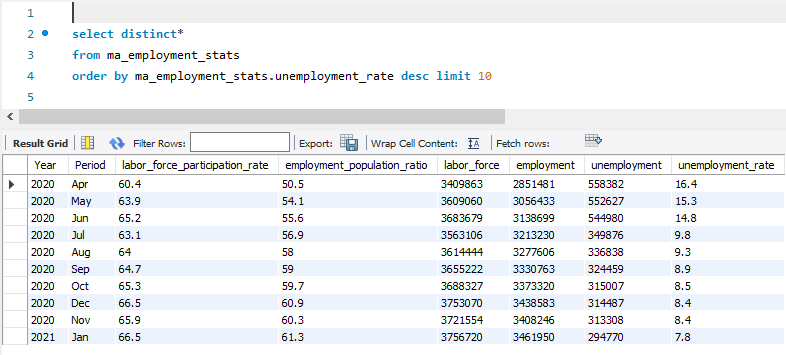 1
2 select distinct*
3 from ma_employment_stats
4 order by ma_employment_stats.unemployment_rate desc limit 10
5
Result Grid Filter Rows: Export: Wrap Cell Content: IA Fetch rows:
Year Period labor_force_participation_rate employment_population_ratio labor_force employment unemployment unemployment_rate
2020 Apr 60.4 50.5 3409863 2851481 558382 16.4
2020 May 63.9 54.1 3609060 3056433 552627 15.3
2020 Jun 65.2 55.6 3683679 3138699 544980 14.8
2020 Jul 63.1 56.9 3563106 3213230 349876 9.8
2020 Aug 64 58 3614444 3277606 336838 9.3
2020 Sep 64.7 59 3655222 3330763 324459 8.9
2020 Oct 65.3 59.7 3688327 3373320 315007 8.5
2020 Dec 66.5 60.9 3753070 3438583 314487 8.4
2020 Nov 65.9 60.3 3721554 3408246 313308 8.4
2021 Jan 66.5 61.3 3756720 3461950 294770 7.8